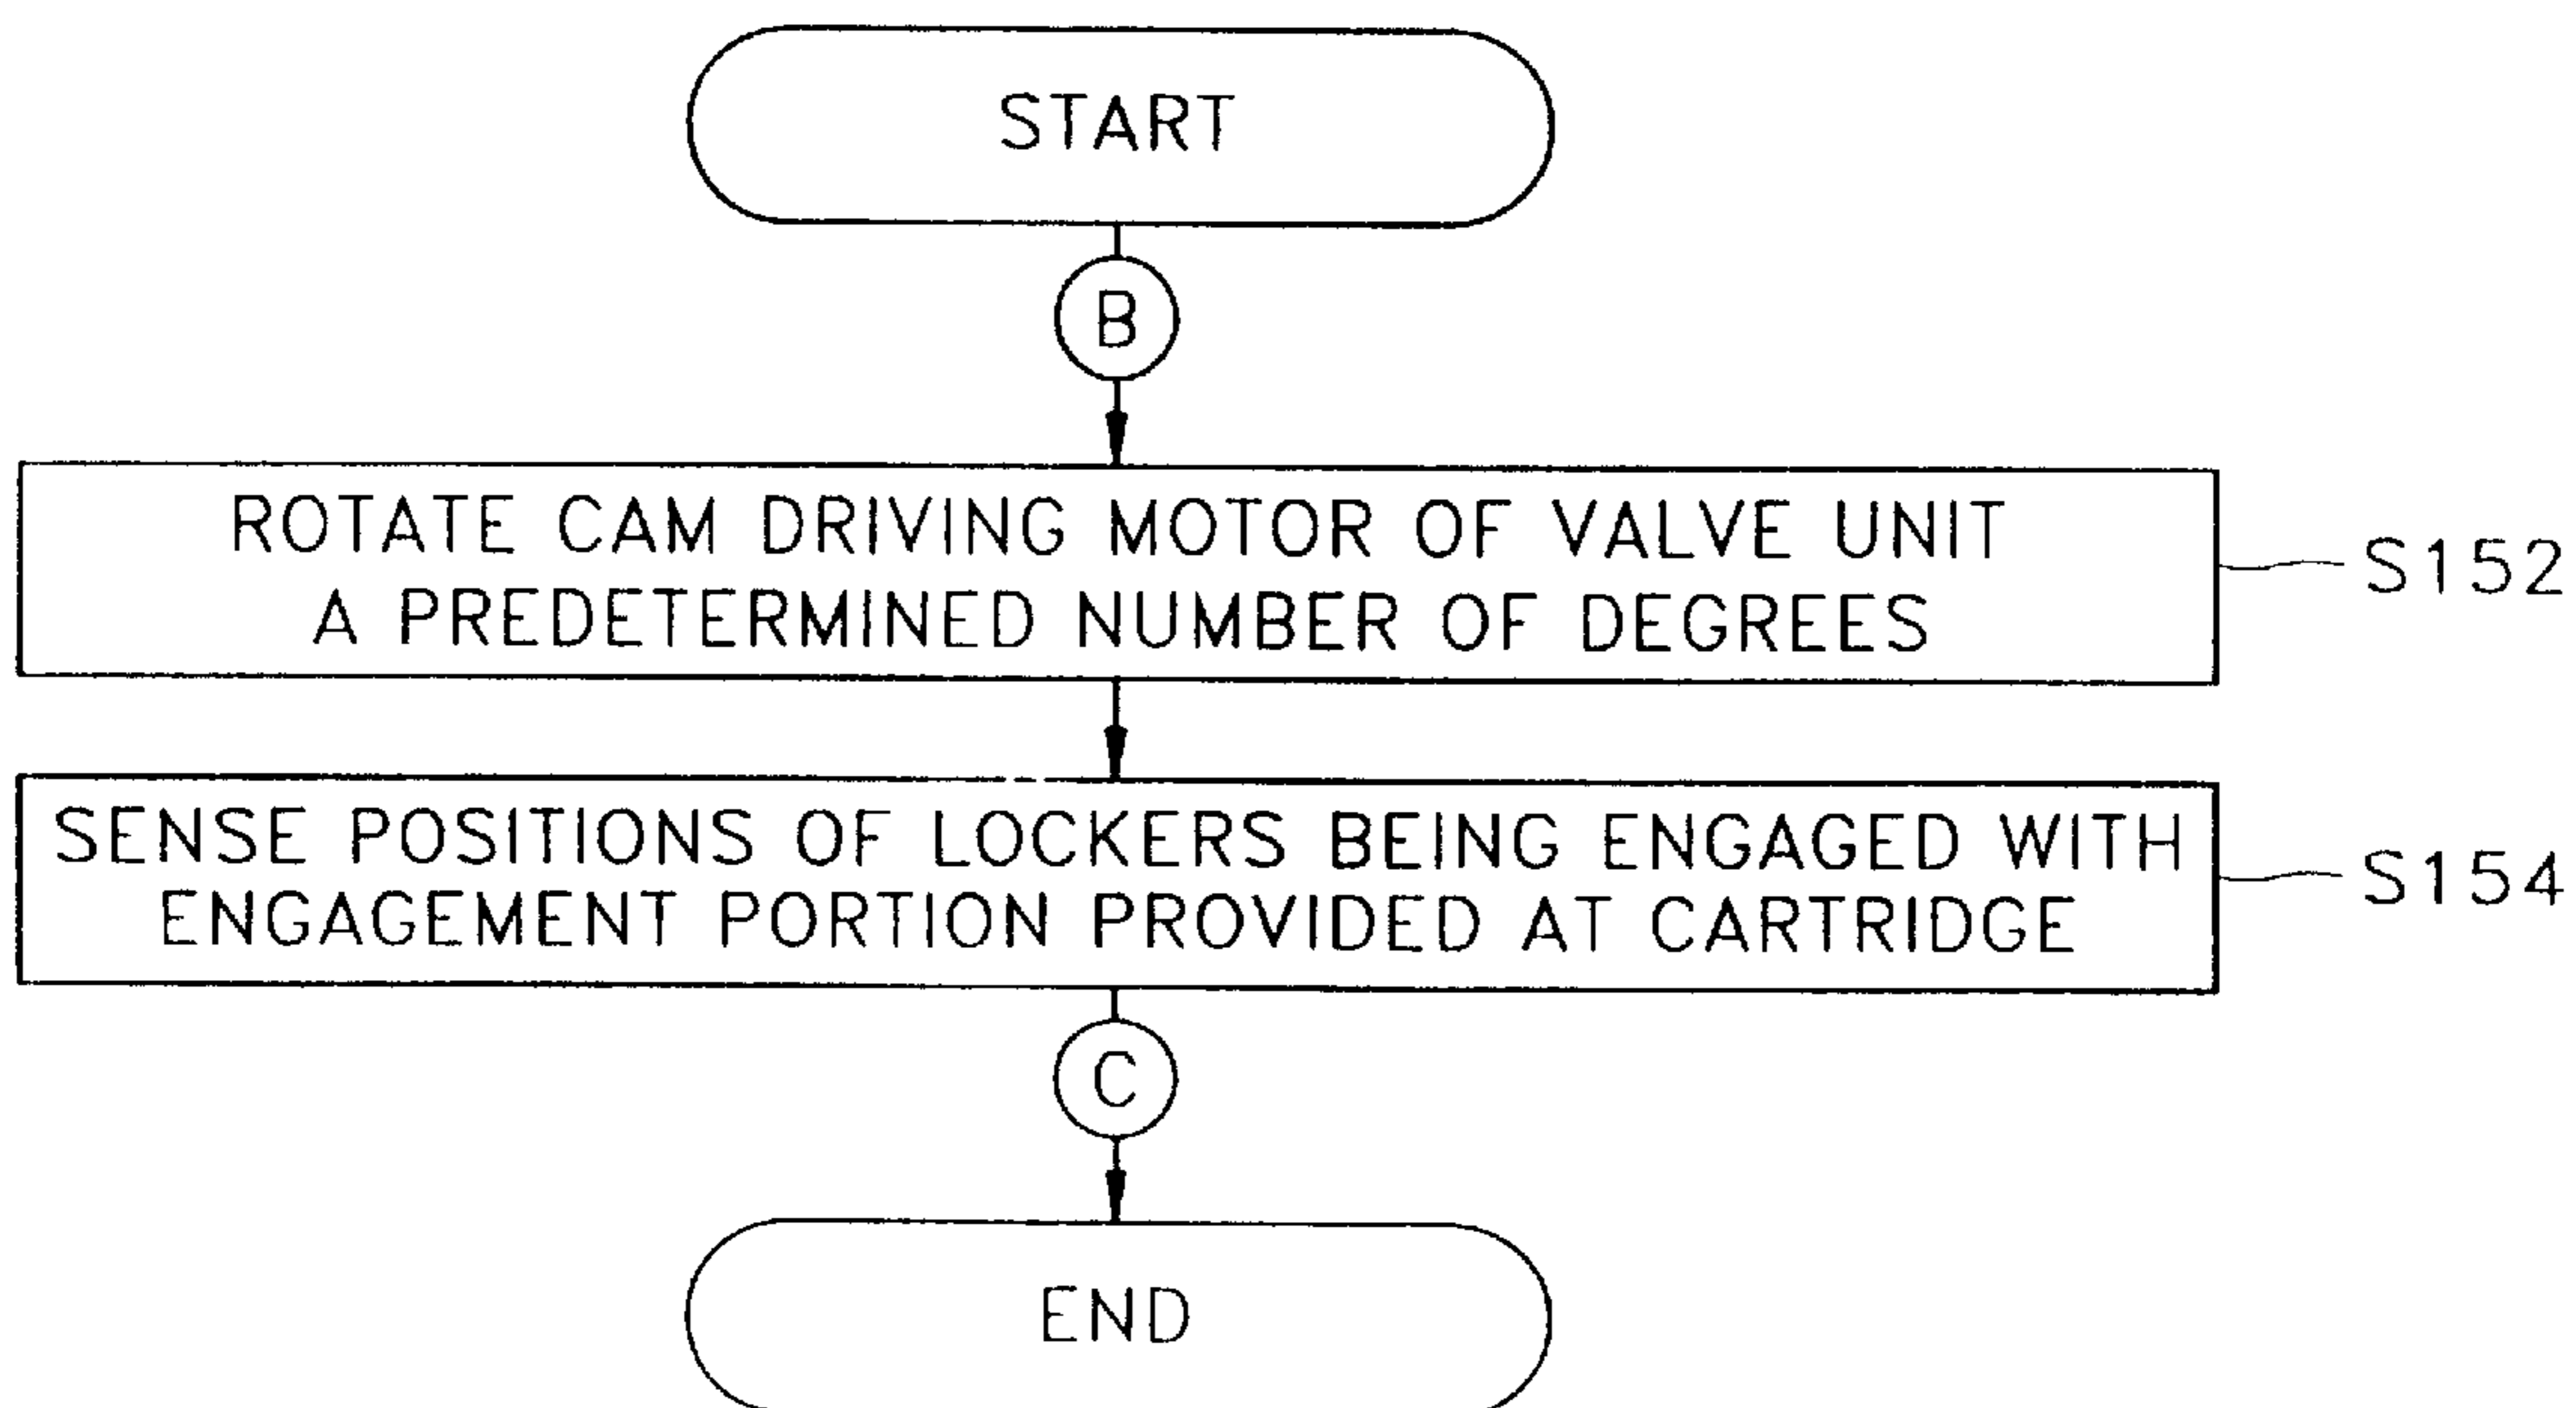 START
B
ROTATE CAM DRIVING MOTOR OF VALVE UNIT
A PREDETERMINED NUMBER OF DEGREES
S152
SENSE POSITIONS OF LOCKERS BEING ENGAGED WITH
ENGAGEMENT PORTION PROVIDED AT CARTRIDGE
S154
C
END